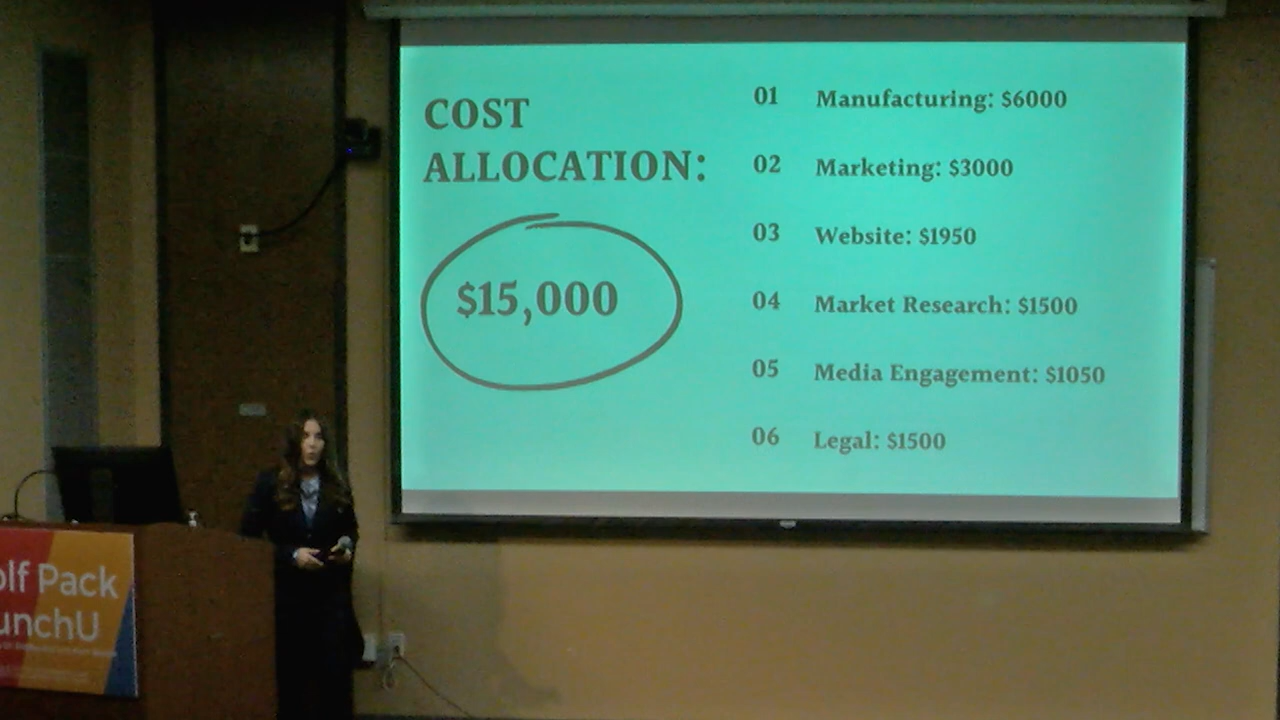 COST
ALLOCATION:
$15,000
01 Manufacturing: $6000
02 Marketing: $3000
03 Website: $1950
04 Market Research: $1500
05 Media Engagement: $1050
06 Legal: $1500
olf Pack
unchU